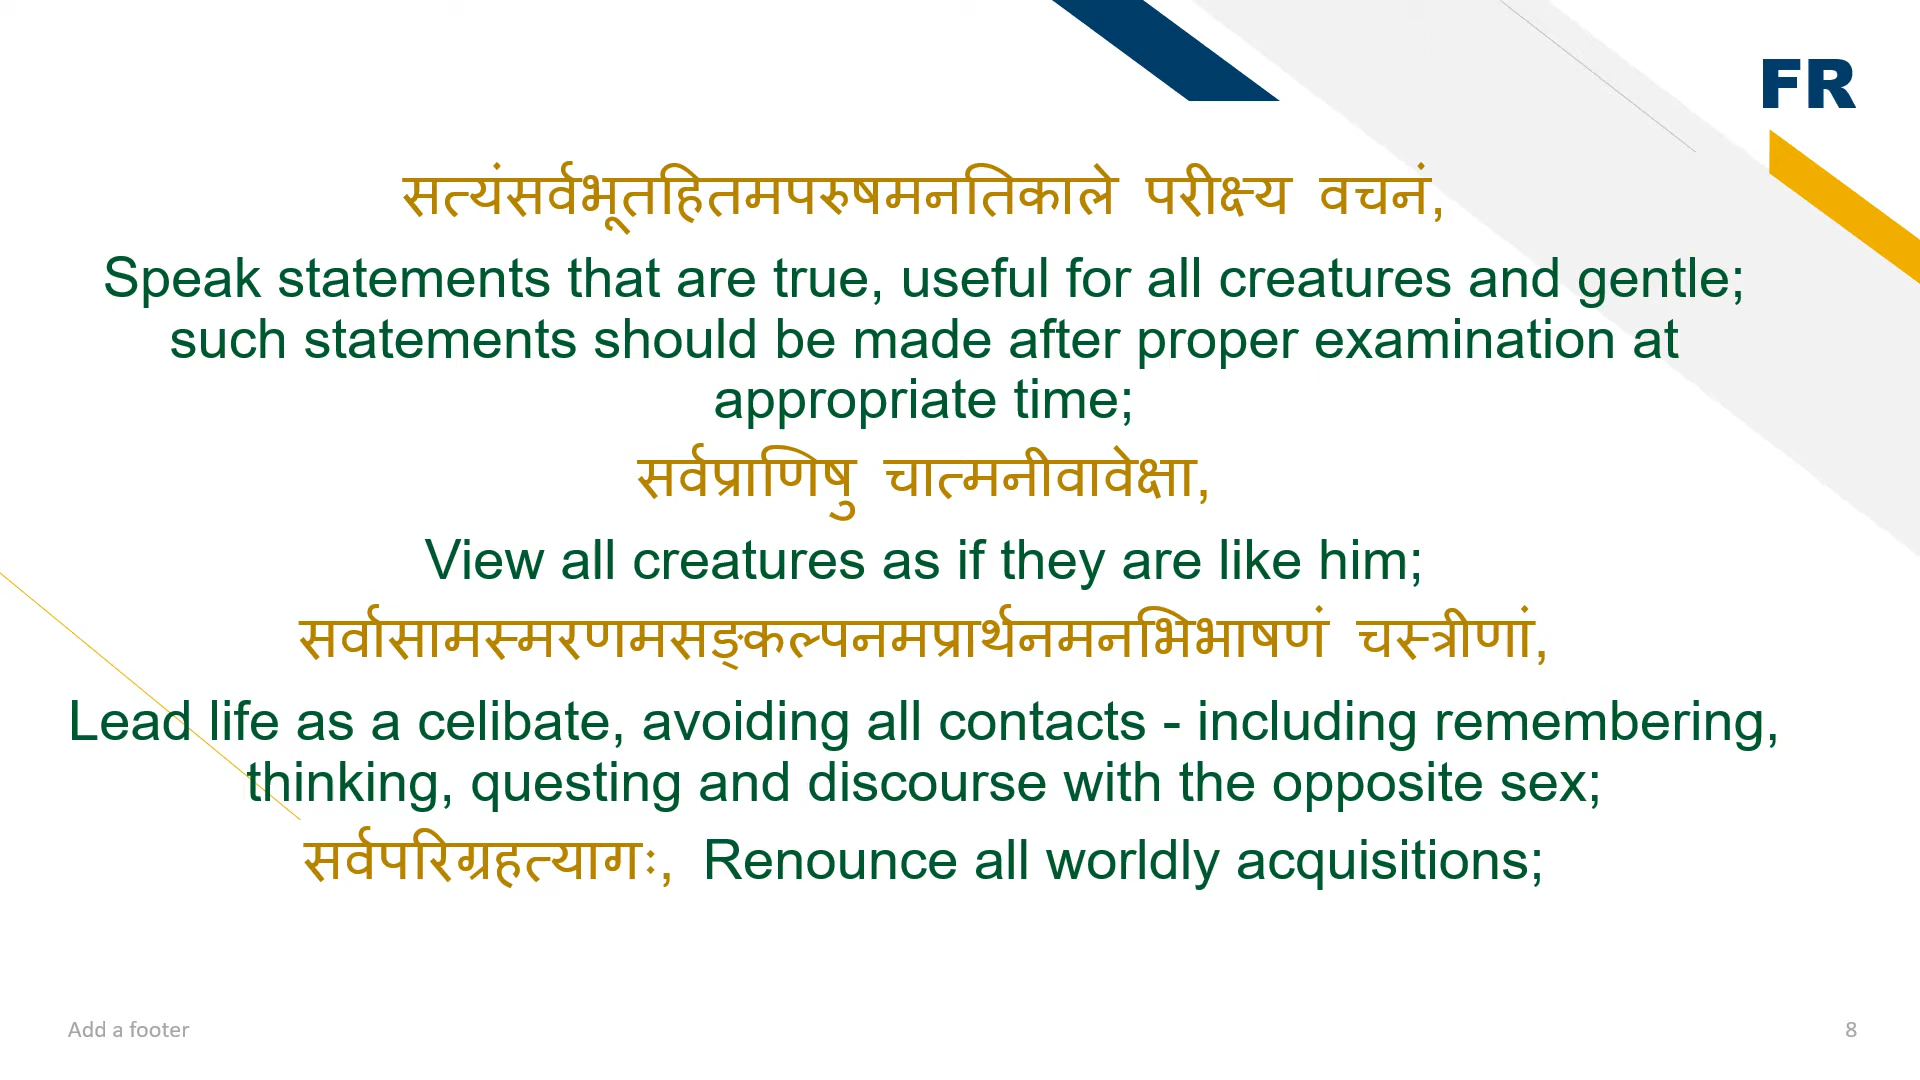 FR
सत्यंसर्वभूतहितमपरुषमनतिकाले परीक्ष्य वचनं,
Speak statements that are true, useful for all creatures and gentle;
such statements should be made after proper examination at
appropriate time;
सर्वप्राणिषु चात्मनीवावेक्षा,
View all creatures as if they are like him;
सर्वासामस्मरणमसङ्कल्पनमप्रार्थनमनभिभाषणं चस्त्रीणां,
Lead life as a celibate, avoiding all contacts - including remembering,
thinking, questing and discourse with the opposite sex;
सर्वपरिग्रहत्यागः, Renounce all worldly acquisitions;
Add a footer
8